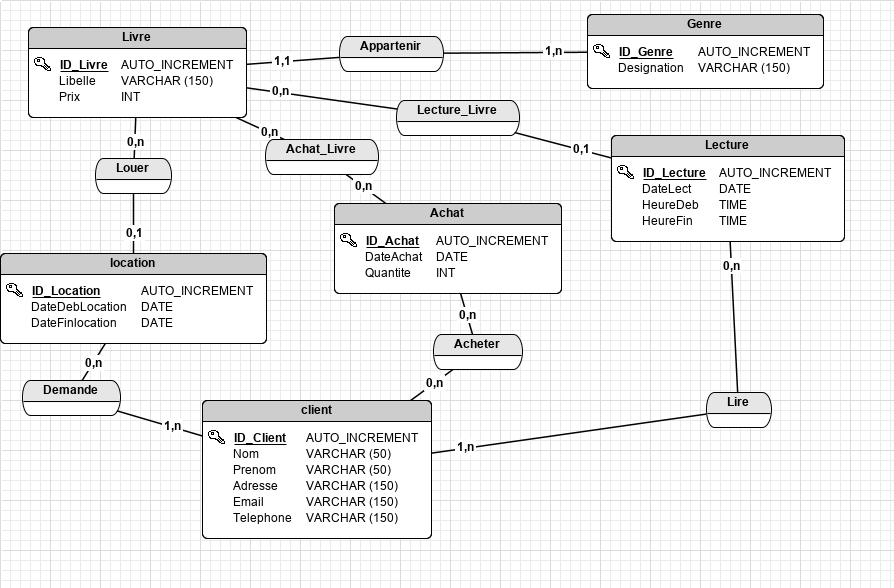 Livre
ID_Livre AUTO_INCREMENT
Libelle VARCHAR (150)
Prix INT
1,1
Appartenir
1,n
Genre
ID_Genre AUTO_INCREMENT
Designation VARCHAR (150)
0,n
Lecture_Livre
0,1
Lecture
ID_Lecture AUTO_INCREMENT
DateLect DATE
HeureDeb TIME
HeureFin TIME
0,n
Achat_Livre
0,n
0,n
Louer
0,1
Achat
ID_Achat AUTO_INCREMENT
DateAchat DATE
Quantite INT
location
ID_Location AUTO_INCREMENT
DateDebLocation DATE
DateFinlocation DATE
0,n
0,n
Acheter
0,n
0,n
Demande
1,n
client
ID_Client AUTO_INCREMENT
Nom VARCHAR (50)
Prenom VARCHAR (50)
Adresse VARCHAR (150)
Email VARCHAR (150)
Telephone VARCHAR (150)
Lire
1,n